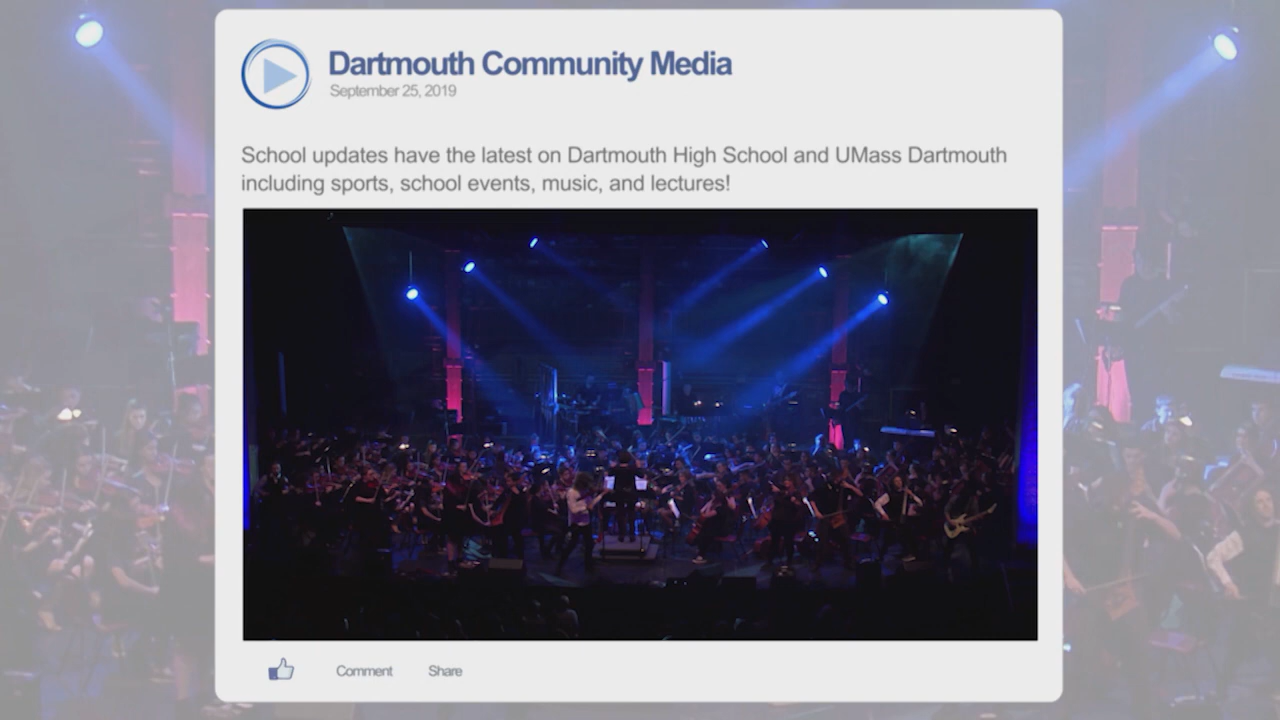 Dartmouth Community Media
September 25, 2019
School updates have the latest on Dartmouth High School and UMass Dartmouth
including sports, school events, music, and lectures!
Comment Share